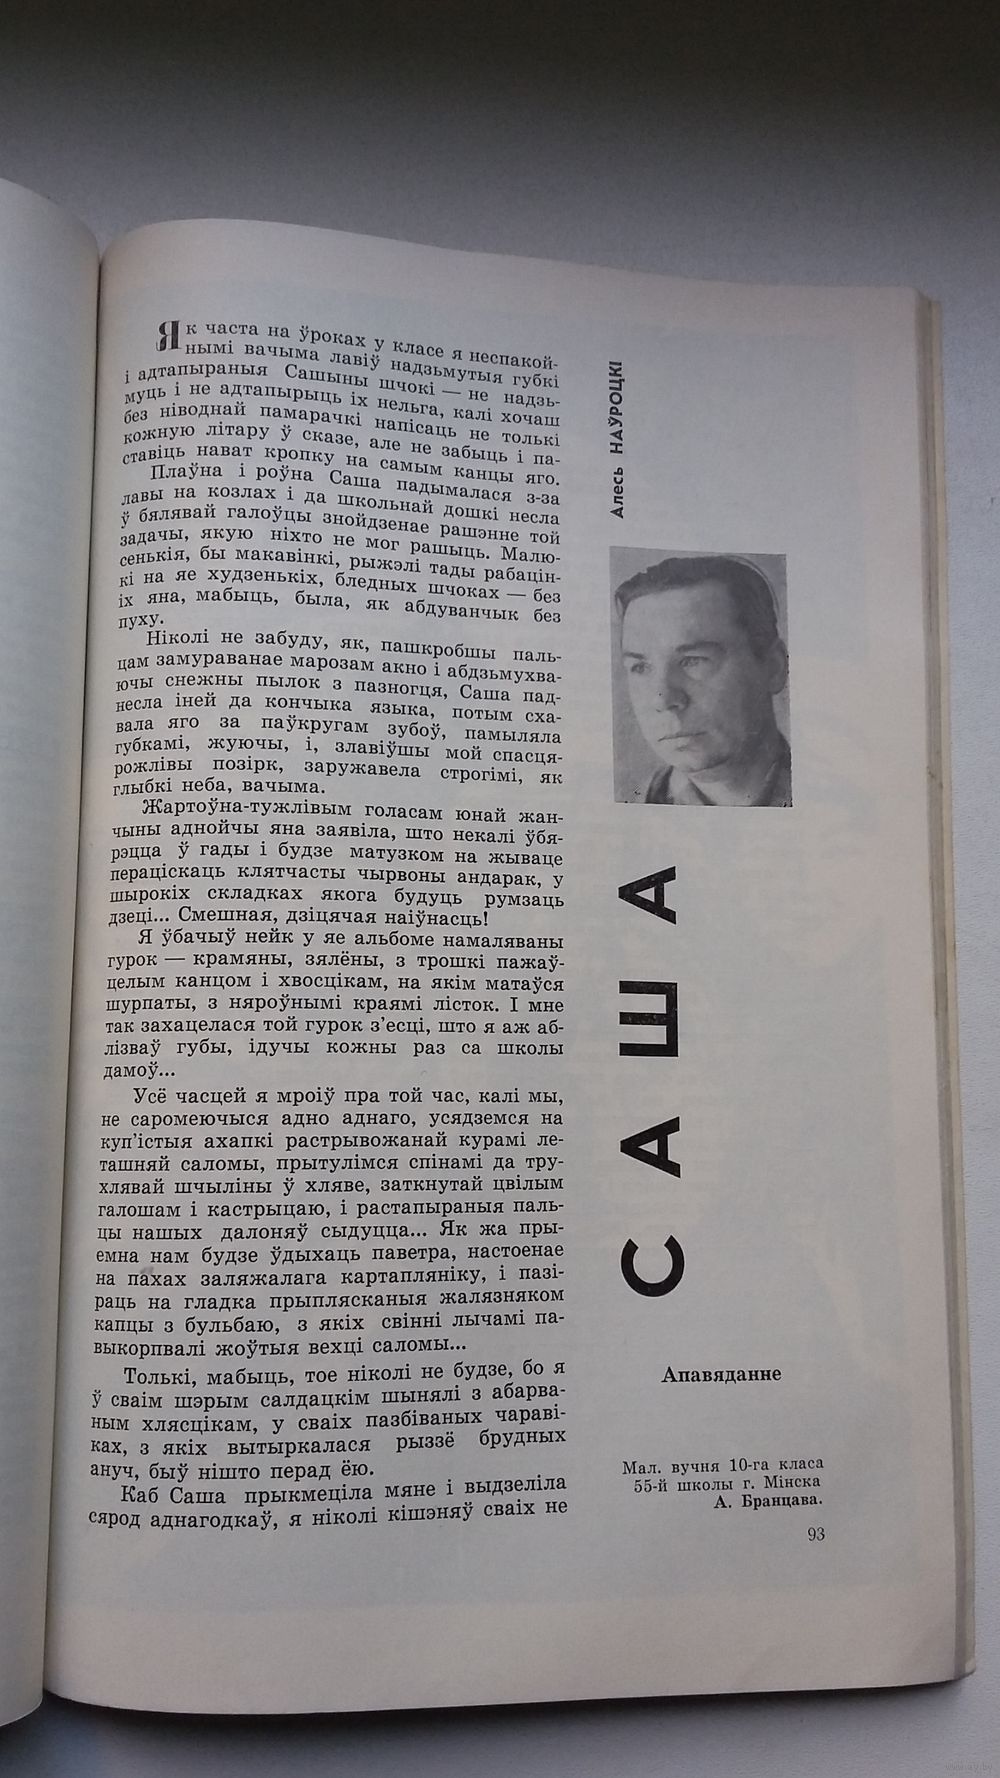 Як часта на ўроках у класе я неспакой-
нымі вачыма лавіў надзьмутыя губкі
і адтапыраныя Сашыны шчокі — не надзь-
муць і не адтапырыць іх нельга, калі хочаш
без ніводнай памарачкі напісаць не толькі
кожную літару ў сказе, але не забыць і па-
ставіць нават кропку на самым канцы яго.
Плаўна і роўна Саша падымалася з-за
лавы на козлах і да школьнай дошкі несла
ў бялявай галоўцы знойдзенае рашэнне той
задачы, якую ніхто не мог рашыць. Малю-
сенькія, бы макавінкі, рыжэлі тады рабацін-
кі на яе худзенькіх, бледных шчоках — без
іх яна, мабыць, была, як абдуванчык без
пуху.
Ніколі не забуду, як, пашкробшы паль-
цам замураванае марозам акно і абдзьмухва-
ючы снежны пылок з пазногця, Саша пад-
несла іней да кончыка языка, потым сха-
вала яго за паўкругам зубоў, памыляла
губкамі, жуючы, і, злавіўшы мой спасця-
рожлівы позірк, заружавела строгімі, як
глыбкі неба, вачыма.
Жартоўна-тужлівым голасам юнай жан-
чыны аднойчы яна заявіла, што некалі ўбя-
рэцца ў гады і будзе матузком на жываце
пераціскаць клятчасты чырвоны андарак, у
шырокіх складках якога будуць румзаць
дзеці... Смешная, дзіцячая наіўнасць!
Я ўбачыў нейк у яе альбоме намаляваны
гурок — крамяны, зялёны, з трошкі пажаў-
целым канцом і хвосцікам, на якім матаўся
шурпаты, з няроўнымі краямі лісток. І мне
так захацелася той гурок з’есці, што я аж аб-
лізваў губы, ідучы кожны раз са школы
дамоў...
Усё часцей я мроіў пра той час, калі мы,
не саромеючыся адно аднаго, усядземся на
куп’істыя ахапкі растрывожанай курамі ле-
ташняй саломы, прытулімся спінамі да тру-
хлявай шчыліны ў хляве, заткнутай цвілым
галошам і кастрыцаю, і растапыраныя паль-
цы нашых далоняў сыдуцца... Як жа пры-
емна нам будзе ўдыхаць паветра, настоенае
на пахах заляжалага картапляніку, і пазі-
раць на гладка прыплясканыя жалязняком
капцы з бульбаю, з якіх свінні лычамі па-
выкорпвалі жоўтыя вехці саломы...
Толькі, мабыць, тое ніколі не будзе, бо я
ў сваім шэрым салдацкім шынялі з абарва-
ным хлясцікам, у сваіх пазбіваных чараві-
ках, з якіх вытыркалася рыззё брудных
ануч, быў нішто перад ёю.
Каб Саша прыкмеціла мяне і выдзеліла
сярод аднагодкаў, я ніколі кішэняў сваіх не
Алесь НАЎРОЦКІ
САША
Апавяданне
Мал. вучня 10-га класа
55-й школы г. Мінска
А. Бранцава.
93